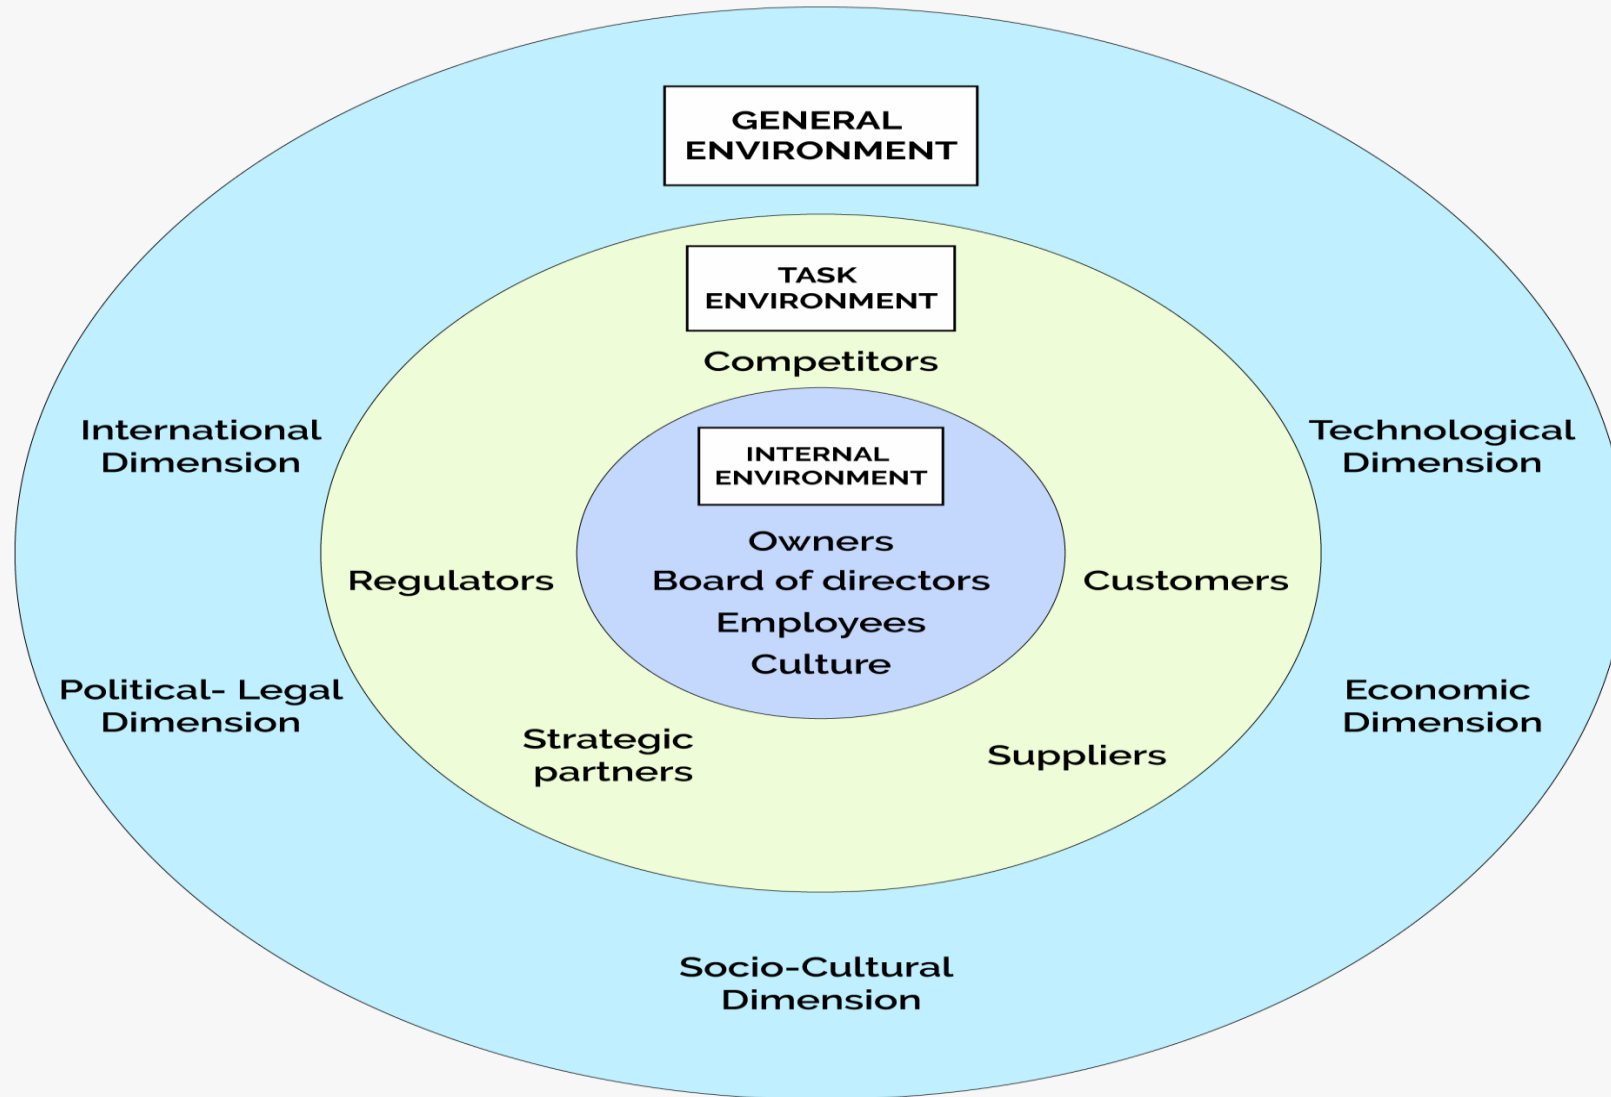 GENERAL
ENVIRONMENT
TASK
ENVIRONMENT
Competitors
International
Dimension
Technological
Dimension
INTERNAL
ENVIRONMENT
Owners
Board of directors
Employees
Culture
Regulators
Customers
Political- Legal
Dimension
Economic
Dimension
Strategic
partners
Suppliers
Socio-Cultural
Dimension